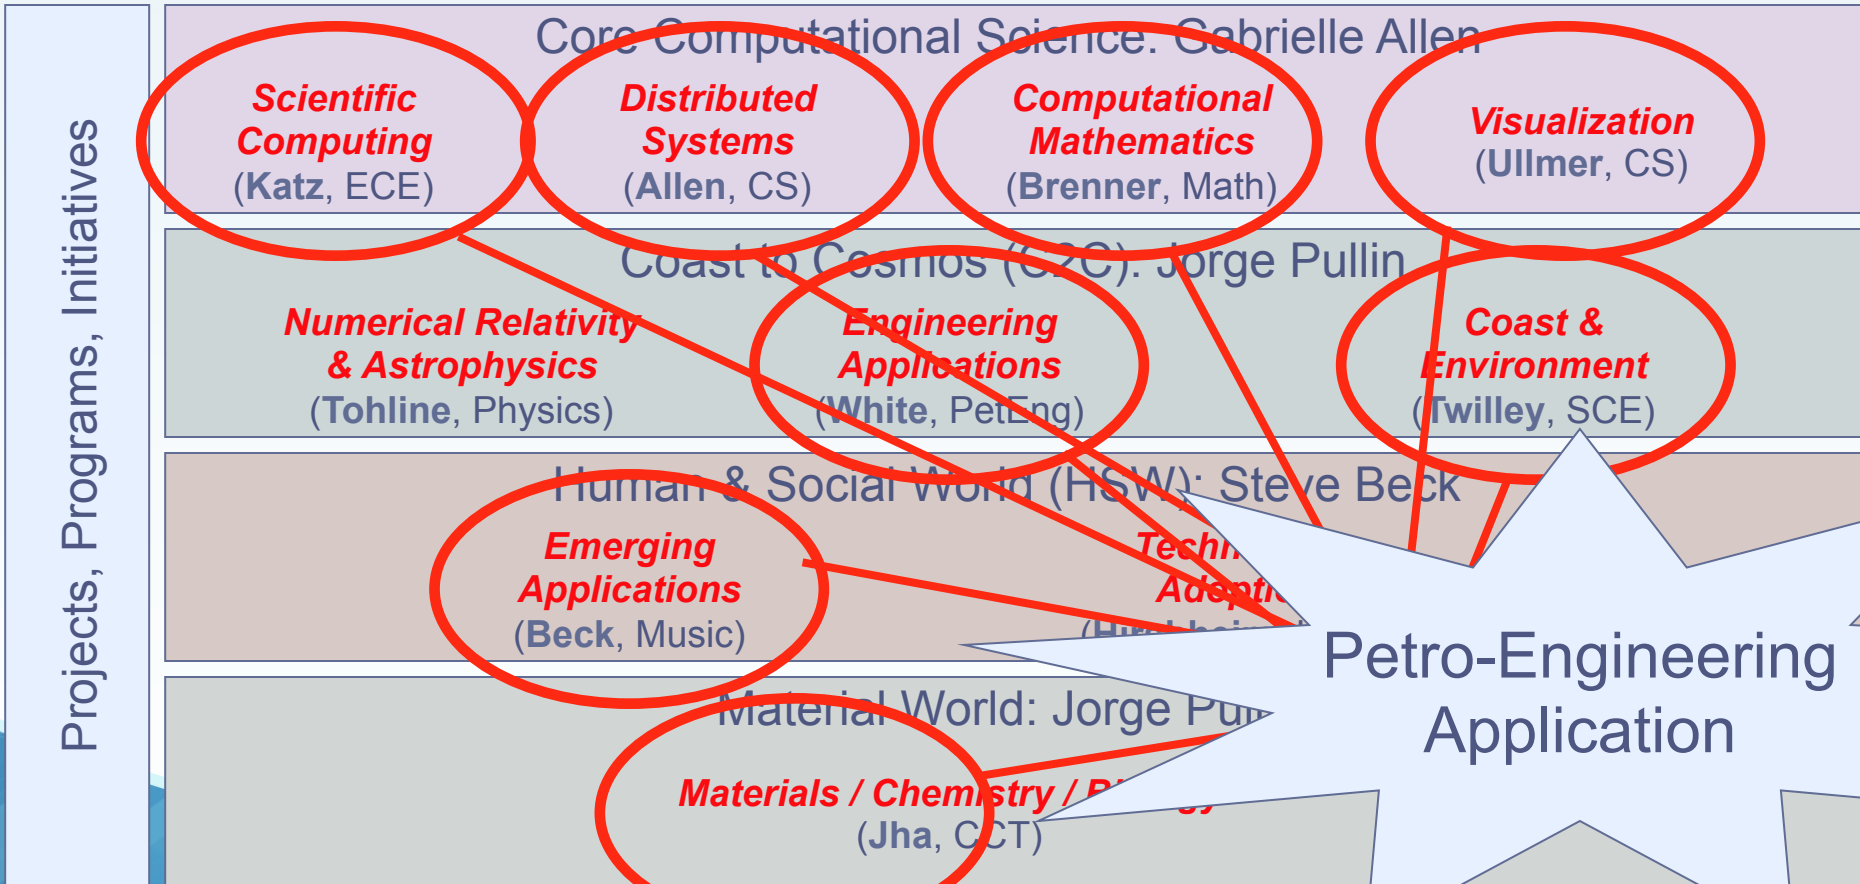 Projects, Programs, Initiatives
Core Computational Science: Gabrielle Allen
Scientific
Computing
(Katz, ECE)
Distributed
Systems
(Allen, CS)
Computational
Mathematics
(Brenner, Math)
Visualization
(Ullmer, CS)
Coast to Cosmos (C2C): Jorge Pullin
Numerical Relativity
& Astrophysics
(Tohline, Physics)
Engineering
Applications
(White, PetEng)
Coast &
Environment
(Twilley, SCE)
Human & Social World (HSW): Steve Beck
Emerging
Applications
(Beck, Music)
Material World: Jorge
Materials / Chemistry /
(Jha, CCT)
Petro-Engineering
Application